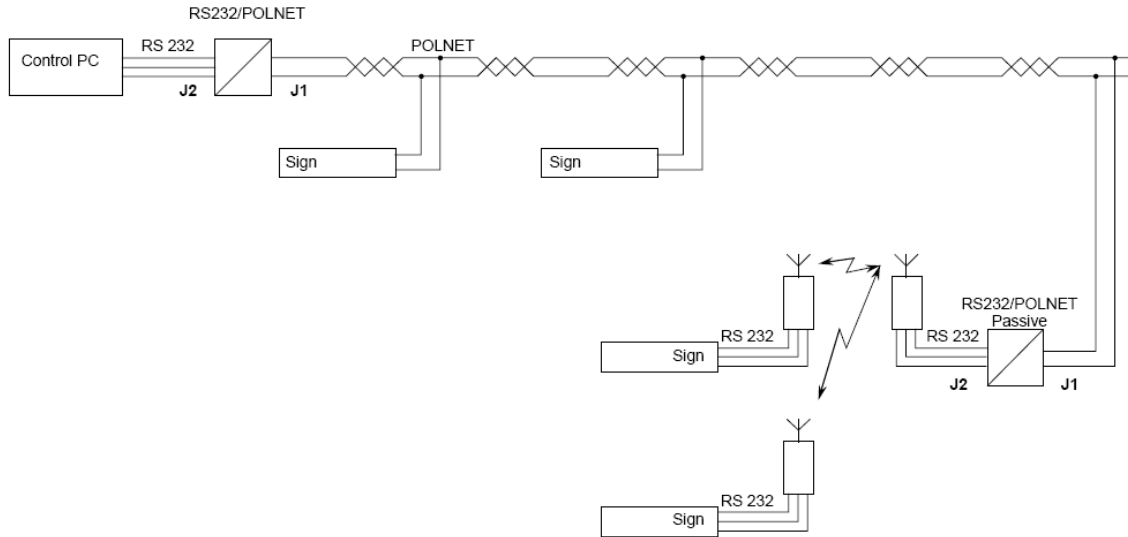 RS232/POLNET
Control PC
RS 232
POLNET
J2
J1
Sign
Sign
RS232/POLNET
Passive
RS 232
RS 232
Sign
J2
J1
RS 232
Sign